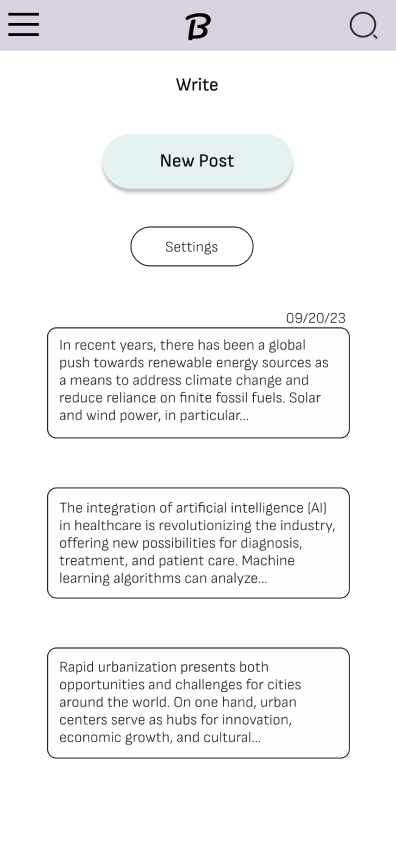 B
Write
New Post
Settings
09/20/23
In recent years, there has been a global
push towards renewable energy sources as
a means to address climate change and
reduce reliance on finite fossil fuels. Solar
and wind power, in particular...
The integration of artificial intelligence (AI)
in healthcare is revolutionizing the industry,
offering new possibilities for diagnosis,
treatment, and patient care. Machine
learning algorithms can analyze...
Rapid urbanization presents both
opportunities and challenges for cities
around the world. On one hand, urban
centers serve as hubs for innovation,
economic growth, and cultural...